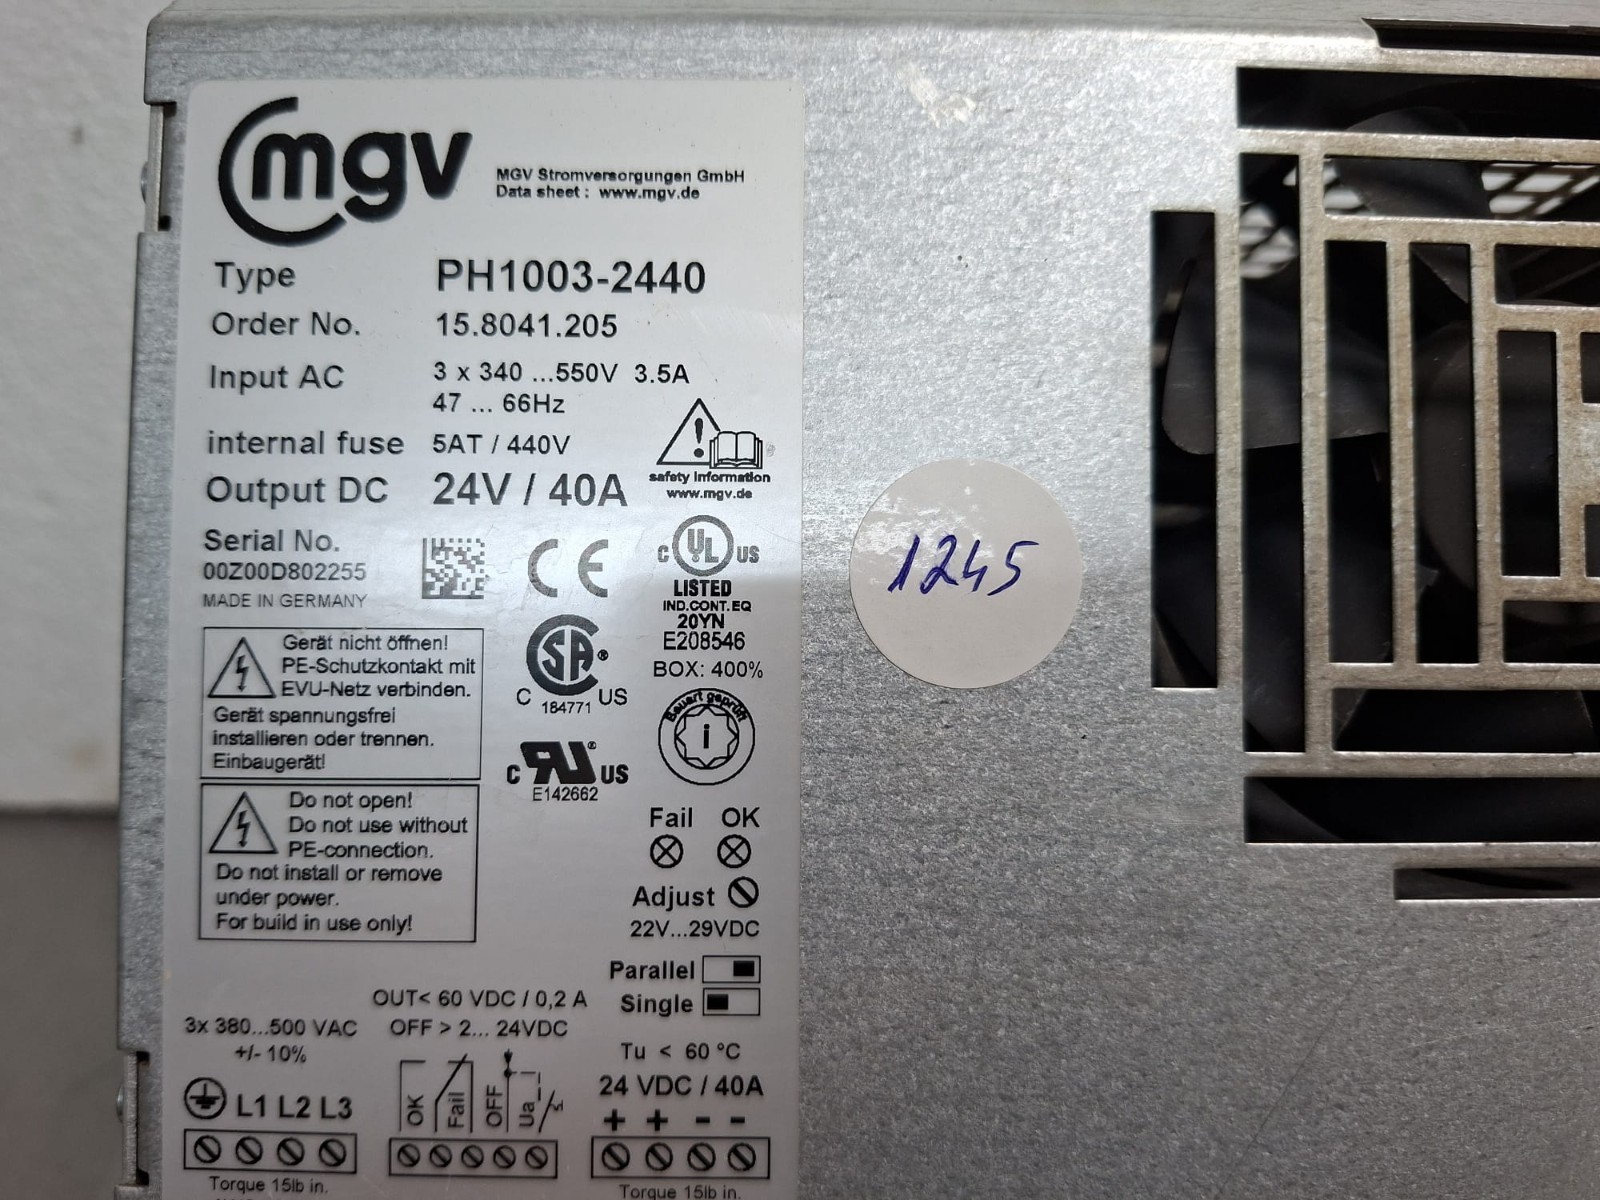 mgv
MGV Stromversorgungen GmbH
Data sheet : www.mgv.de
Type PH1003-2440
Order No. 15.8041.205
Input AC 3 x 340 ...550V 3.5A
47 ... 66Hz
internal fuse 5AT / 440V
Output DC 24V / 40A
safety information
www.mgv.de
Serial No.
00Z00D802255
MADE IN GERMANY
CE
C UL US
LISTED
IND.CONT.EQ
20YN
E208546
BOX: 400%
SA ®
C 184771 US
Bauart geprüft
i
C RU ® US
E142662
Gerät nicht öffnen!
PE-Schutzkontakt mit
EVU-Netz verbinden.
Gerät spannungsfrei
installieren oder trennen.
Einbaugerät!
Do not open!
Do not use without
PE-connection.
Do not install or remove
under power.
For build in use only!
Fail OK
Adjust
22V...29VDC
Parallel
Single
OUT< 60 VDC / 0,2 A
3x 380...500 VAC OFF > 2... 24VDC
+/- 10%
Tu < 60 °C
24 VDC / 40A
L1 L2 L3
OK Fail OFF Ua
+ + - -
Torque 15lb in.
Torque 15lb in.
1245